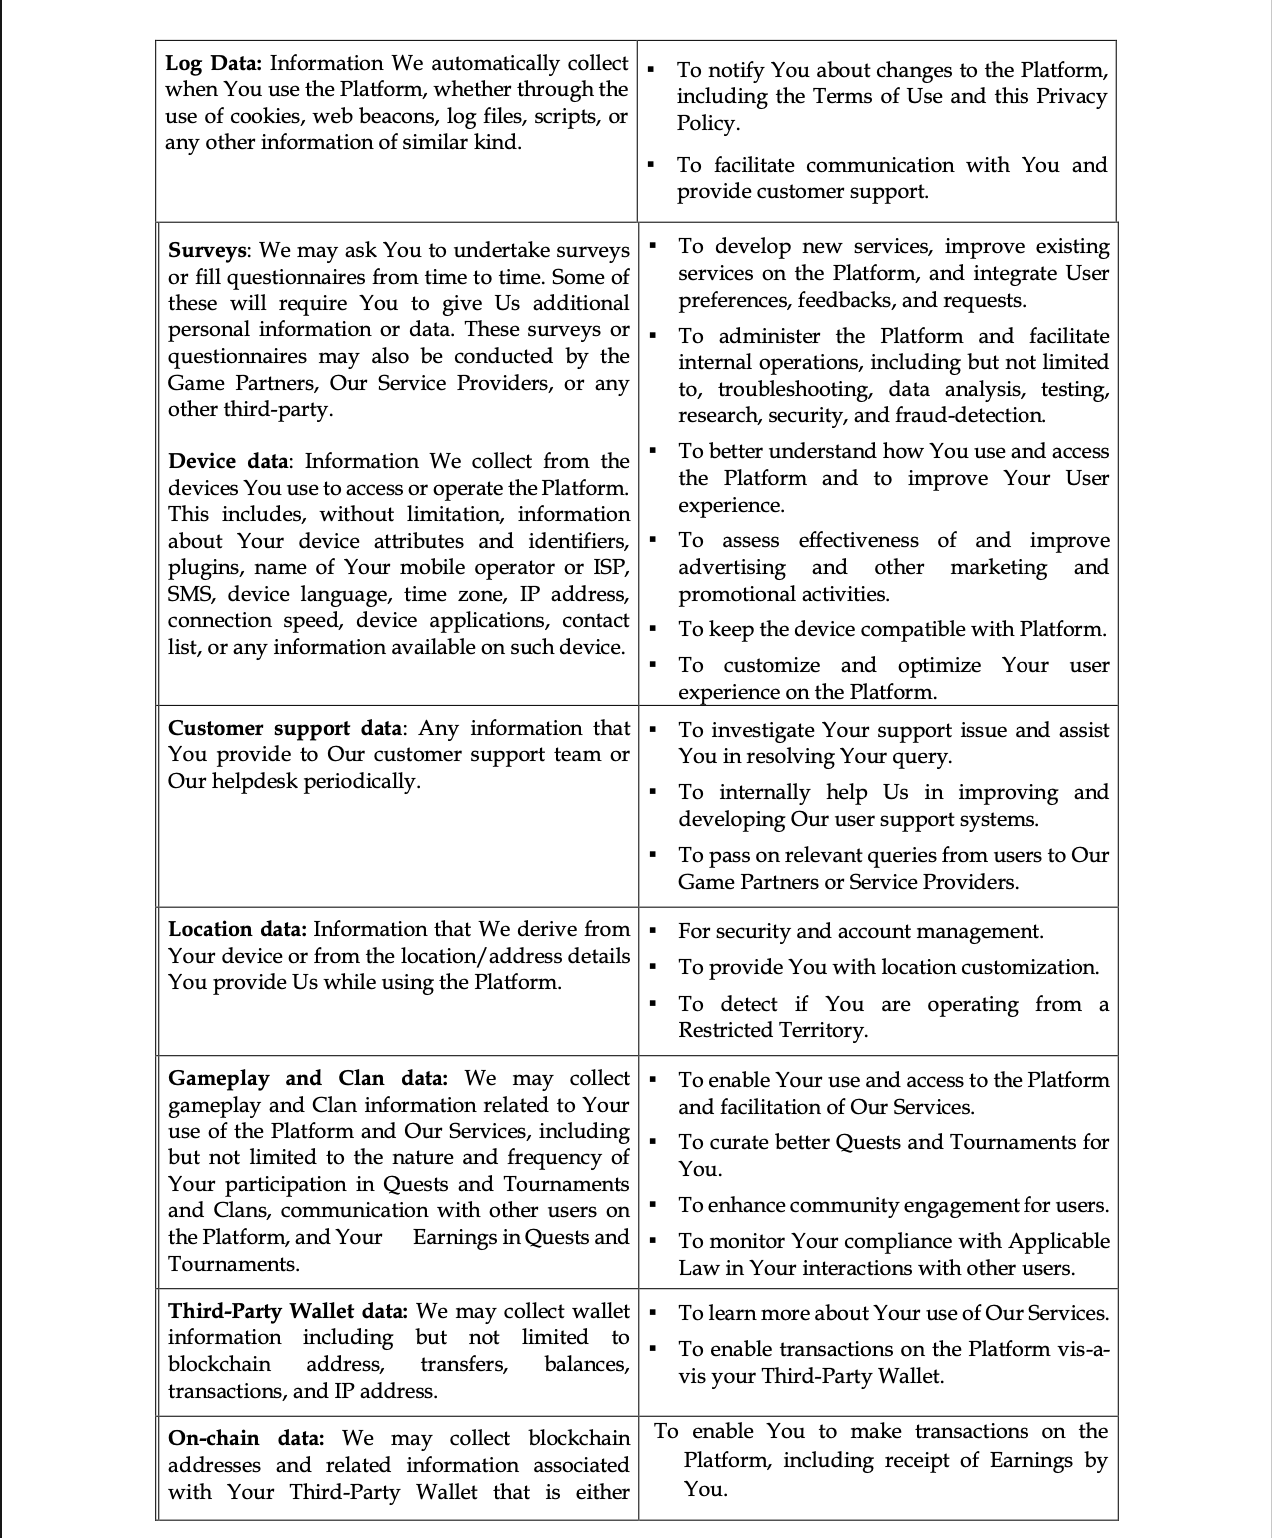 Log Data: Information We automatically collect
when You use the Platform, whether through the
use of cookies, web beacons, log files, scripts, or
any other information of similar kind.
▪ To notify You about changes to the Platform,
including the Terms of Use and this Privacy
Policy.
▪ To facilitate communication with You and
provide customer support.
Surveys: We may ask You to undertake surveys
or fill questionnaires from time to time. Some of
these will require You to give Us additional
personal information or data. These surveys or
questionnaires may also be conducted by the
Game Partners, Our Service Providers, or any
other third-party.
Device data: Information We collect from the
devices You use to access or operate the Platform.
This includes, without limitation, information
about Your device attributes and identifiers,
plugins, name of Your mobile operator or ISP,
SMS, device language, time zone, IP address,
connection speed, device applications, contact
list, or any information available on such device.
▪ To develop new services, improve existing
services on the Platform, and integrate User
preferences, feedbacks, and requests.
▪ To administer the Platform and facilitate
internal operations, including but not limited
to, troubleshooting, data analysis, testing,
research, security, and fraud-detection.
▪ To better understand how You use and access
the Platform and to improve Your User
experience.
▪ To assess effectiveness of and improve
advertising and other marketing and
promotional activities.
▪ To keep the device compatible with Platform.
▪ To customize and optimize Your user
experience on the Platform.
Customer support data: Any information that
You provide to Our customer support team or
Our helpdesk periodically.
▪ To investigate Your support issue and assist
You in resolving Your query.
▪ To internally help Us in improving and
developing Our user support systems.
▪ To pass on relevant queries from users to Our
Game Partners or Service Providers.
Location data: Information that We derive from
Your device or from the location/address details
You provide Us while using the Platform.
▪ For security and account management.
▪ To provide You with location customization.
▪ To detect if You are operating from a
Restricted Territory.
Gameplay and Clan data: We may collect
gameplay and Clan information related to Your
use of the Platform and Our Services, including
but not limited to the nature and frequency of
Your participation in Quests and Tournaments
and Clans, communication with other users on
the Platform, and Your Earnings in Quests and
Tournaments.
▪ To enable Your use and access to the Platform
and facilitation of Our Services.
▪ To curate better Quests and Tournaments for
You.
▪ To enhance community engagement for users.
▪ To monitor Your compliance with Applicable
Law in Your interactions with other users.
Third-Party Wallet data: We may collect wallet
information including but not limited to
blockchain address, transfers, balances,
transactions, and IP address.
▪ To learn more about Your use of Our Services.
▪ To enable transactions on the Platform vis-a-
vis your Third-Party Wallet.
On-chain data: We may collect blockchain
addresses and related information associated
with Your Third-Party Wallet that is either
To enable You to make transactions on the
Platform, including receipt of Earnings by
You.